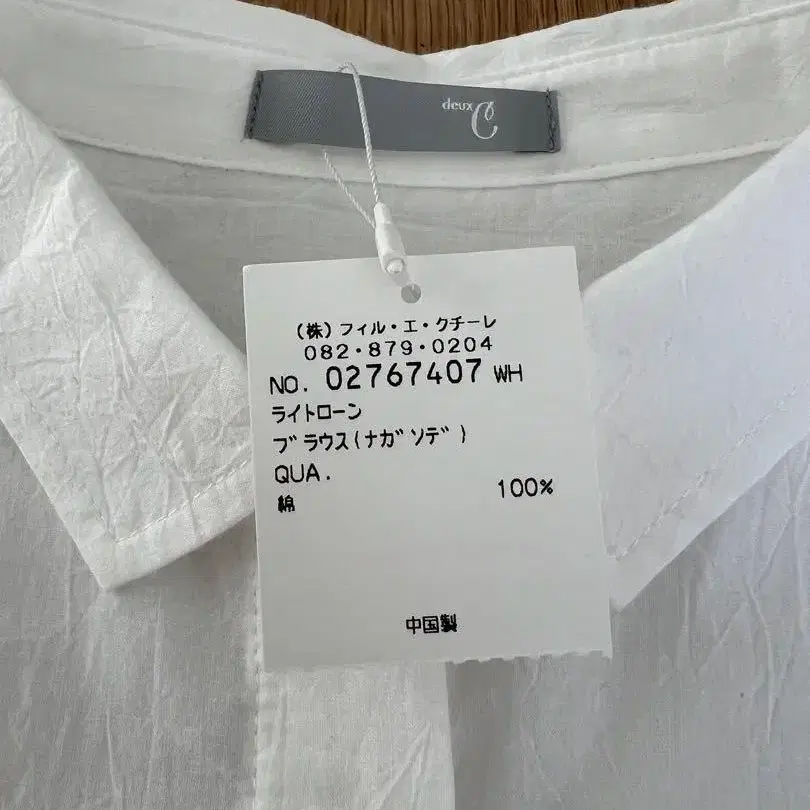 deux C
（株）フィル・エ・クチーレ
082・879・0204
NO. 02767407 WH
ライトローン
ブラウス(ナガソデ)
QUA.
綿 100%
中国製